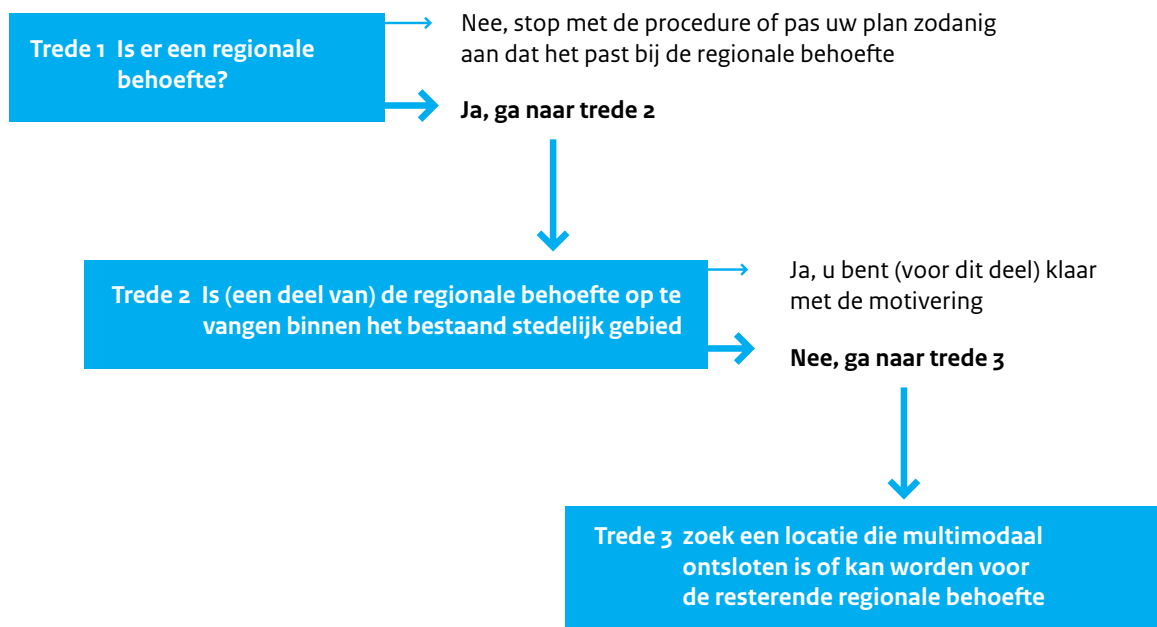 Trede 1 Is er een regionale
behoefte?
Nee, stop met de procedure of pas uw plan zodanig
aan dat het past bij de regionale behoefte
Ja, ga naar trede 2
Trede 2 Is (een deel van) de regionale behoefte op te
vangen binnen het bestaand stedelijk gebied
Ja, u bent (voor dit deel) klaar
met de motivering
Nee, ga naar trede 3
Trede 3 zoek een locatie die multimodaal
ontsloten is of kan worden voor
de resterende regionale behoefte